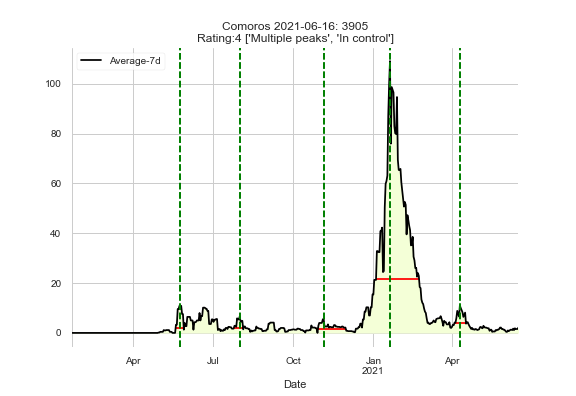 Comoros 2021-06-16: 3905
Rating:4 ['Multiple peaks', 'In control']
Average-7d
100
80
60
40
20
0
Apr Jul Oct Jan Apr
2021
Date